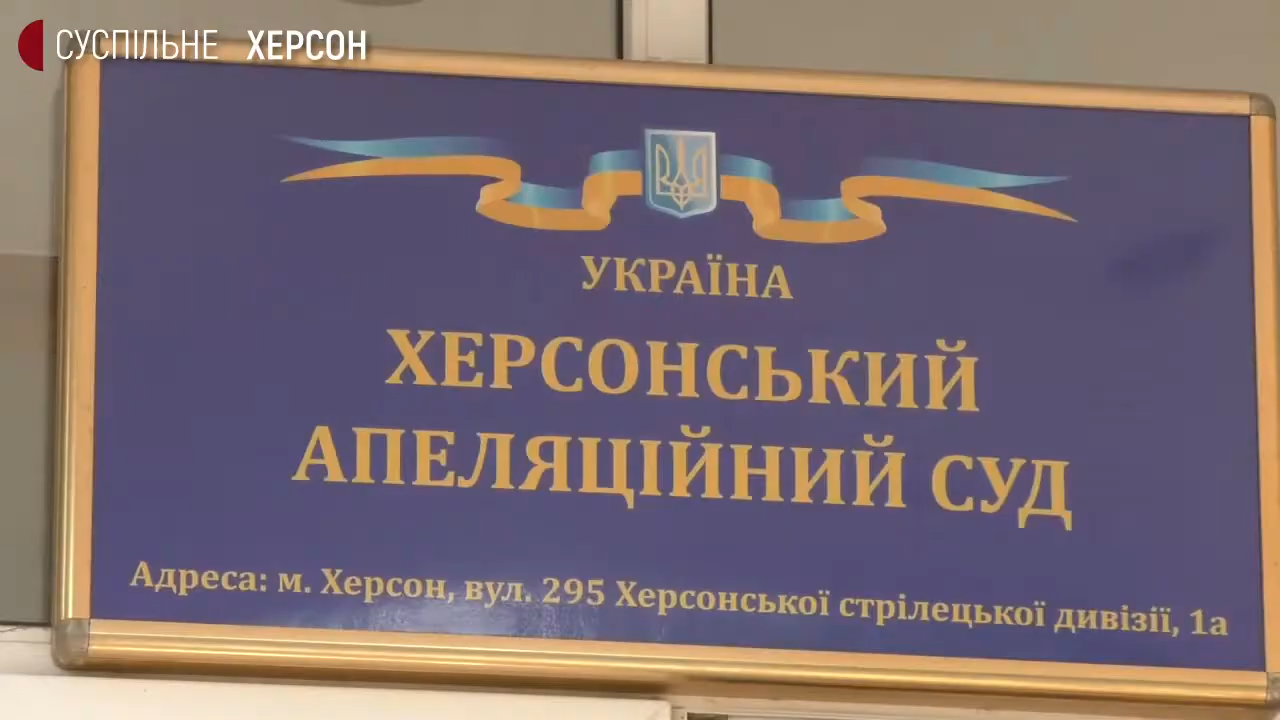 СУСПІЛЬНЕ ХЕРСОН
УКРАЇНА
ХЕРСОНСЬКИЙ
АПЕЛЯЦІЙНИЙ СУД
Адреса: м. Херсон, вул. 295 Херсонської стрілецької дивізії, 1а